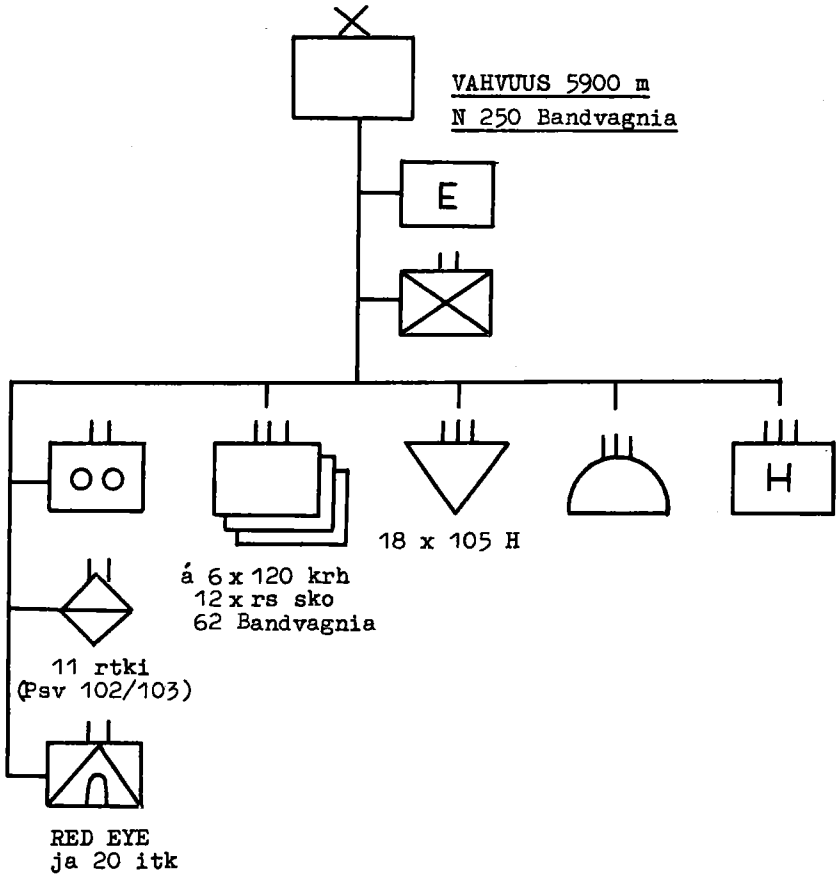 VAHVUUS 5900 m
N 250 Bandvagnia
E
H
18 x 105 H
á 6 x 120 krh
12 x rs sko
62 Bandvagnia
11 rtki
(Psv 102/103)
RED EYE
ja 20 itk